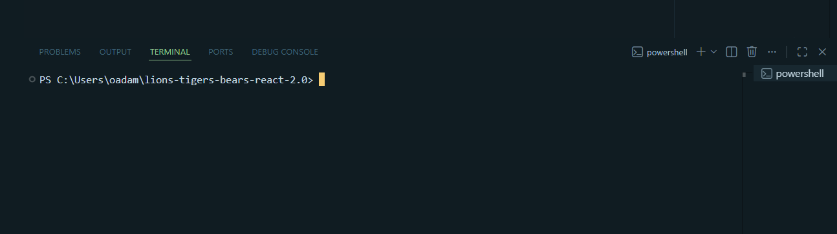 PROBLEMS OUTPUT TERMINAL PORTS DEBUG CONSOLE powershell
PS C:\Users\oadam\lions-tigers-bears-react-2.0>
powershell